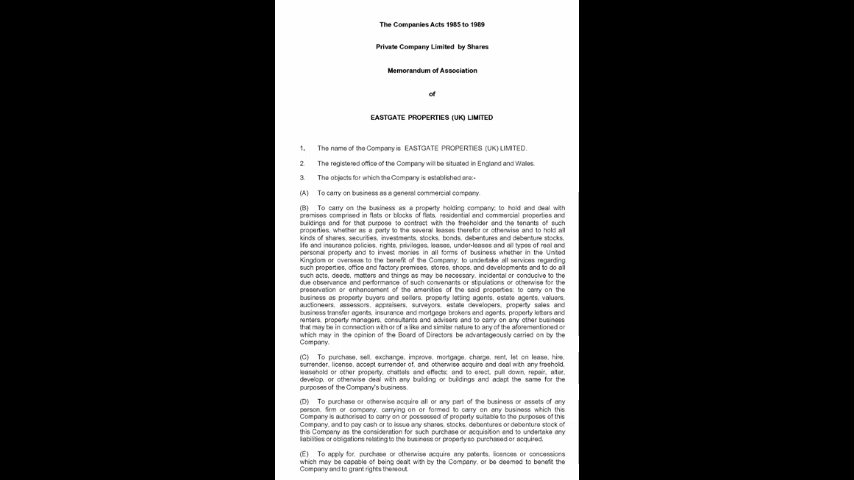 The Companies Acts 1985 to 1989
Private Company Limited by Shares
Memorandum of Association
of
EASTGATE PROPERTIES (UK) LIMITED
1. The name of the Company is EASTGATE PROPERTIES (UK) LIMITED.
2. The registered office of the Company will be situated in England and Wales.
3. The objects for which the Company is established are:-
(A) To carry on business as a general commercial company.
(B) To carry on the business as a property holding company; to hold and deal with
premises comprised in flats or blocks of flats, residential and commercial properties and
buildings and for that purpose to contract with the freeholder and the tenants of such
properties, whether as a party to the several leases therefor or otherwise and to hold all
kinds of shares, securities, investments, stocks, bonds, debentures and debenture stocks,
life and insurance policies, rights, privileges, leases, under-leases and all types of real and
personal property and to invest monies in all forms of business whether in the United
Kingdom or overseas to the benefit of the Company; to undertake all services regarding
such properties, office and factory premises, stores, shops, and developments and to do all
such acts, deeds, matters and things as may be necessary, incidental or conducive to the
due observance and performance of such convenants or stipulations or otherwise for the
preservation or enhancement of the amenities of the said properties; to carry on the
business as property buyers and sellers, property letting agents, estate agents, valuers,
auctioneers, assessors, appraisers, surveyors, estate developers, property sales and
business transfer agents, insurance and mortgage brokers and agents, property letters and
renters, property managers, consultants and advisers and to carry on any other business
that may be in connection with or of a like and similar nature to any of the aforementioned or
which may in the opinion of the Board of Directors be advantageously carried on by the
Company.
(C) To purchase, sell, exchange, improve, mortgage, charge, rent, let on lease, hire,
surrender, license, accept surrender of, and otherwise acquire and deal with any freehold,
leasehold or other property, chattels and effects; and to erect, pull down, repair, alter,
develop, or otherwise deal with any building or buildings and adapt the same for the
purposes of the Company's business.
(D) To purchase or otherwise acquire all or any part of the business or assets of any
person, firm or company, carrying on or formed to carry on any business which this
Company is authorised to carry on or possessed of property suitable to the purposes of this
Company, and to pay cash or to issue any shares, stocks, debentures or debenture stock of
this Company as the consideration for such purchase or acquisition and to undertake any
liabilities or obligations relating to the business or property so purchased or acquired.
(E) To apply for, purchase or otherwise acquire any patents, licences or concessions
which may be capable of being dealt with by the Company, or be deemed to benefit the
Company and to grant rights thereout.